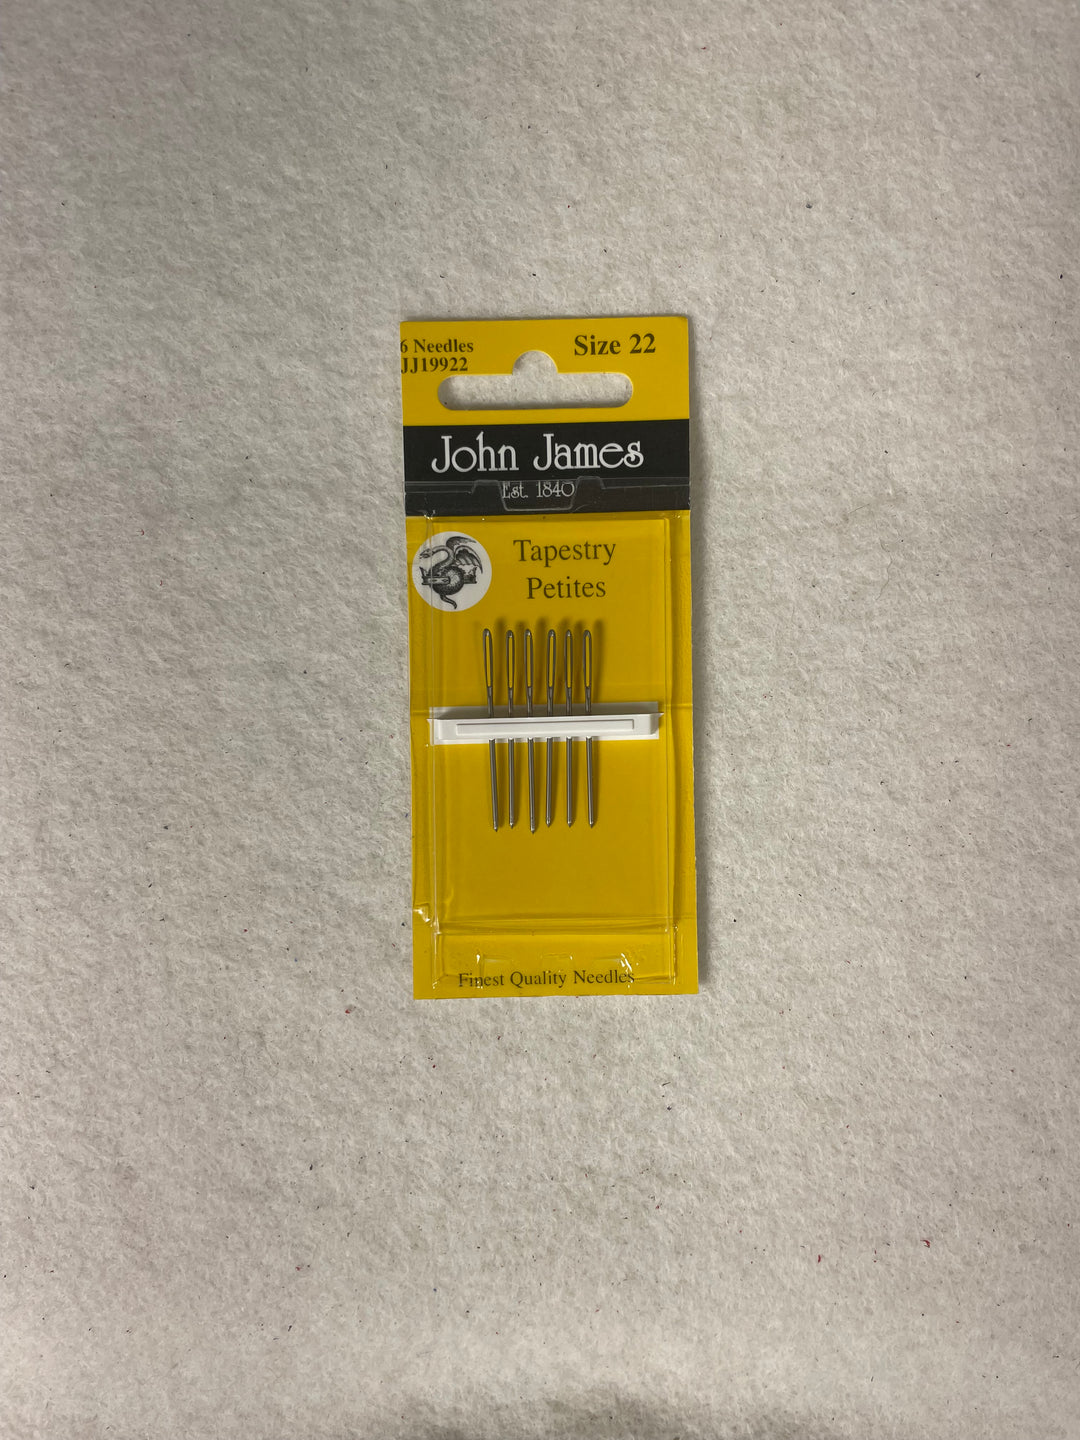 6 Needles
JJ19922
Size 22
John James
Est. 1840
Tapestry
Petites
Finest Quality Needles